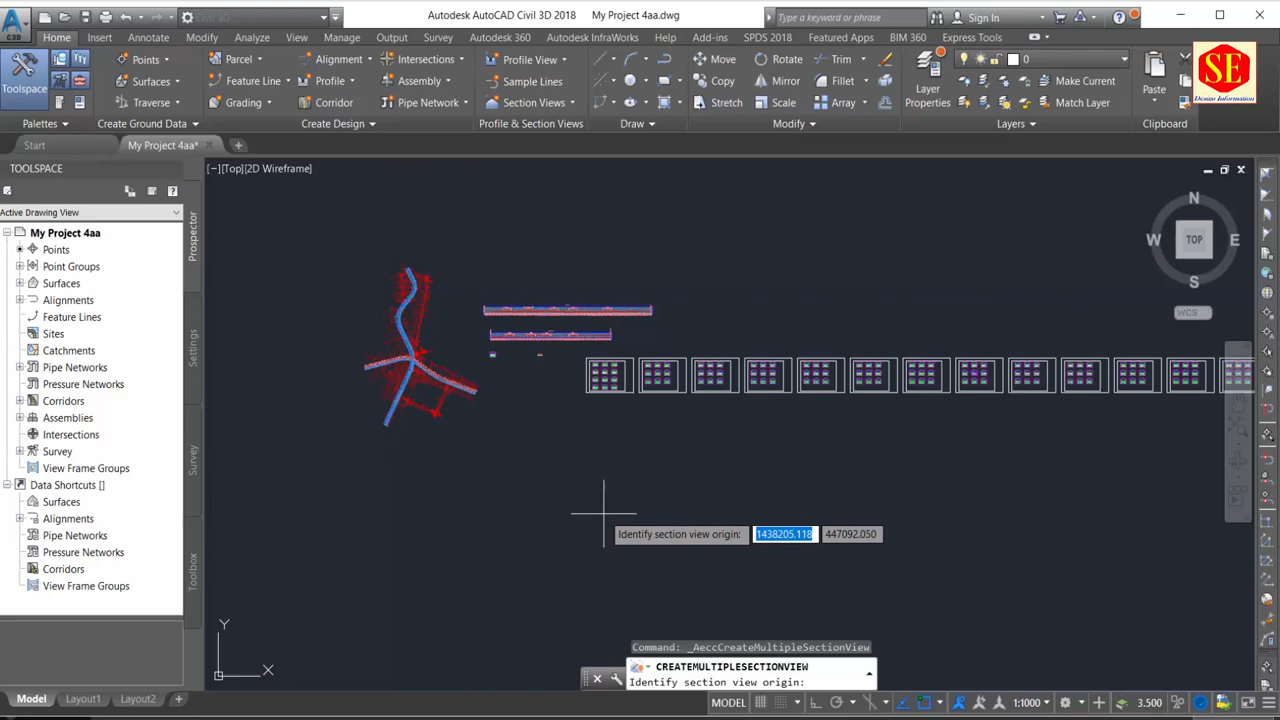 Civil 3D
Autodesk AutoCAD Civil 3D 2018 My Project 4aa.dwg
Type a keyword or phrase
Sign In
Home Insert Annotate Modify Analyze View Manage Output Survey Autodesk 360 Autodesk InfraWorks Help Add-ins SPDS 2018 Featured Apps BIM 360 Express Tools
Toolspace
Points
Surfaces
Traverse
Parcel
Feature Line
Grading
Alignment
Profile
Corridor
Intersections
Assembly
Pipe Network
Profile View
Sample Lines
Section Views
Move
Copy
Stretch
Rotate
Mirror
Scale
Trim
Fillet
Array
Layer
Properties
0
Make Current
Match Layer
Paste
SE
Design Information
Palettes Create Ground Data Create Design Profile & Section Views Draw Modify Layers Clipboard
Start My Project 4aa*
TOOLSPACE
Active Drawing View
My Project 4aa
Points
Point Groups
Surfaces
Alignments
Feature Lines
Sites
Catchments
Pipe Networks
Pressure Networks
Corridors
Assemblies
Intersections
Survey
View Frame Groups
Data Shortcuts []
Surfaces
Alignments
Pipe Networks
Pressure Networks
Corridors
View Frame Groups
Prospector
Settings
Survey
Toolbox
[−][Top][2D Wireframe]
N
W TOP E
S
WCS
Identify section view origin: 1438205.118 447092.050
Y
X
Command: _AeccCreateMultipleSectionView
CREATEMULTIPLESECTIONVIEW
Identify section view origin:
Model Layout1 Layout2 +
MODEL 1:1000 3.500